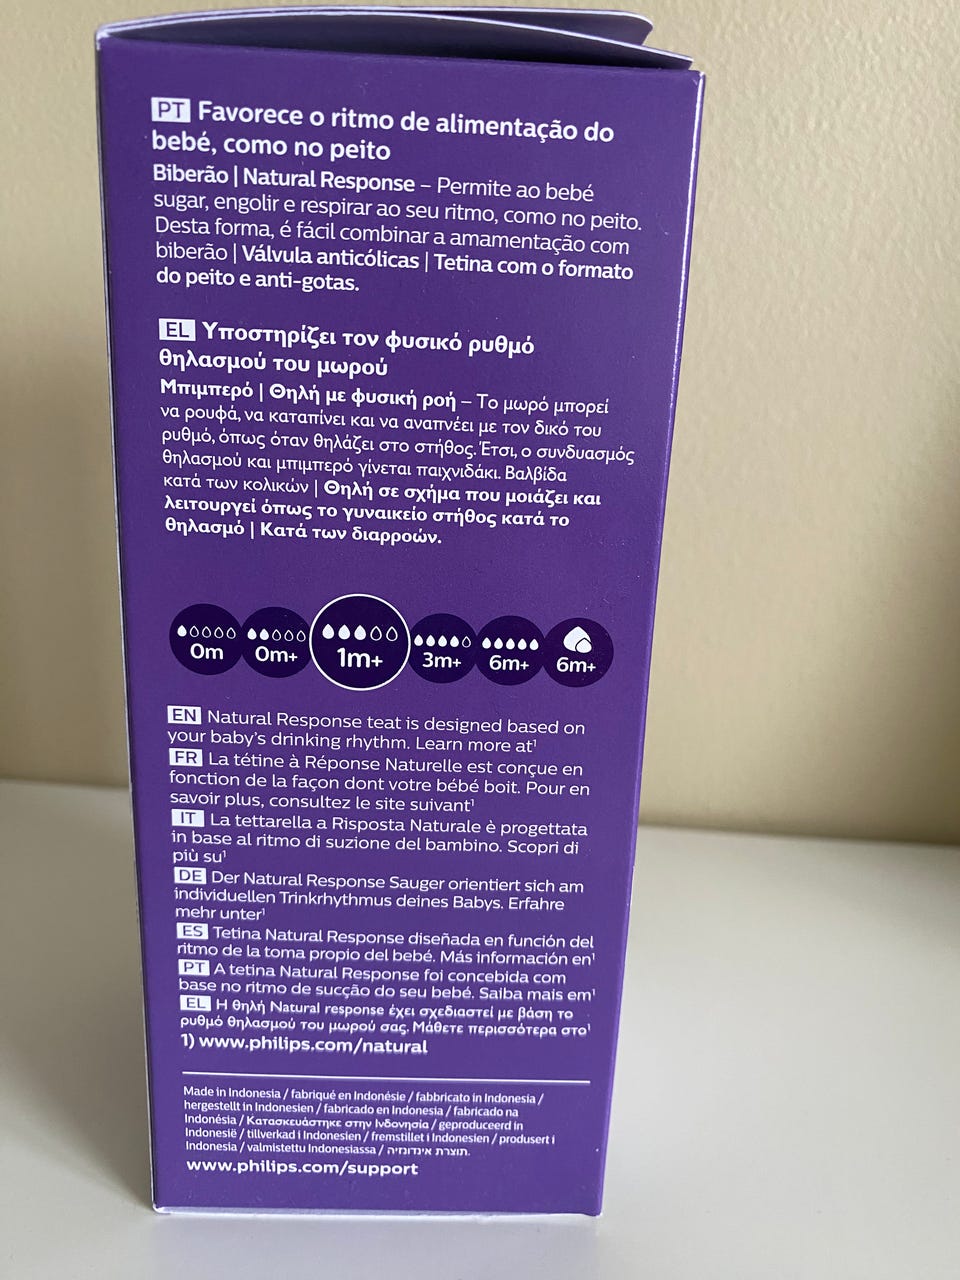 PT Favorece o ritmo de alimentação do
bebé, como no peito
Biberão | Natural Response – Permite ao bebé
sugar, engolir e respirar ao seu ritmo, como no peito.
Desta forma, é fácil combinar a amamentação com
biberão | Válvula anticólicas | Tetina com o formato
do peito e anti-gotas.
EL Υποστηρίζει τον φυσικό ρυθμό
θηλασμού του μωρού
Μπιμπερό | Θηλή με φυσική ροή – Το μωρό μπορεί
να ρουφά, να καταπίνει και να αναπνέει με τον δικό του
ρυθμό, όπως όταν θηλάζει στο στήθος. Έτσι, ο συνδυασμός
θηλασμού και μπιμπερό γίνεται παιχνιδάκι. Βαλβίδα
κατά των κολικών | Θηλή σε σχήμα που μοιάζει και
λειτουργεί όπως το γυναικείο στήθος κατά το
θηλασμό | Κατά των διαρροών.
0m 0m+ 1m+ 3m+ 6m+ 6m+
EN Natural Response teat is designed based on
your baby's drinking rhythm. Learn more at¹
FR La tétine à Réponse Naturelle est conçue en
fonction de la façon dont votre bébé boit. Pour en
savoir plus, consultez le site suivant¹
IT La tettarella a Risposta Naturale è progettata
in base al ritmo di suzione del bambino. Scopri di
più su¹
DE Der Natural Response Sauger orientiert sich am
individuellen Trinkrhythmus deines Babys. Erfahre
mehr unter¹
ES Tetina Natural Response diseñada en función del
ritmo de la toma propio del bebé. Más información en¹
PT A tetina Natural Response foi concebida com
base no ritmo de sucção do seu bebé. Saiba mais em¹
EL Η θηλή Natural response έχει σχεδιαστεί με βάση το
ρυθμό θηλασμού του μωρού σας. Μάθετε περισσότερα στο¹
1) www.philips.com/natural
Made in Indonesia / fabriqué en Indonésie / fabbricato in Indonesia /
hergestellt in Indonesien / fabricado en Indonesia / fabricado na
Indonésia / Κατασκευάστηκε στην Ινδονησία / geproduceerd in
Indonesië / tillverkad i Indonesien / fremstillet i Indonesien / produsert i
Indonesia / valmistettu Indonesiassa / תוצרת אינדונזיה.
www.philips.com/support